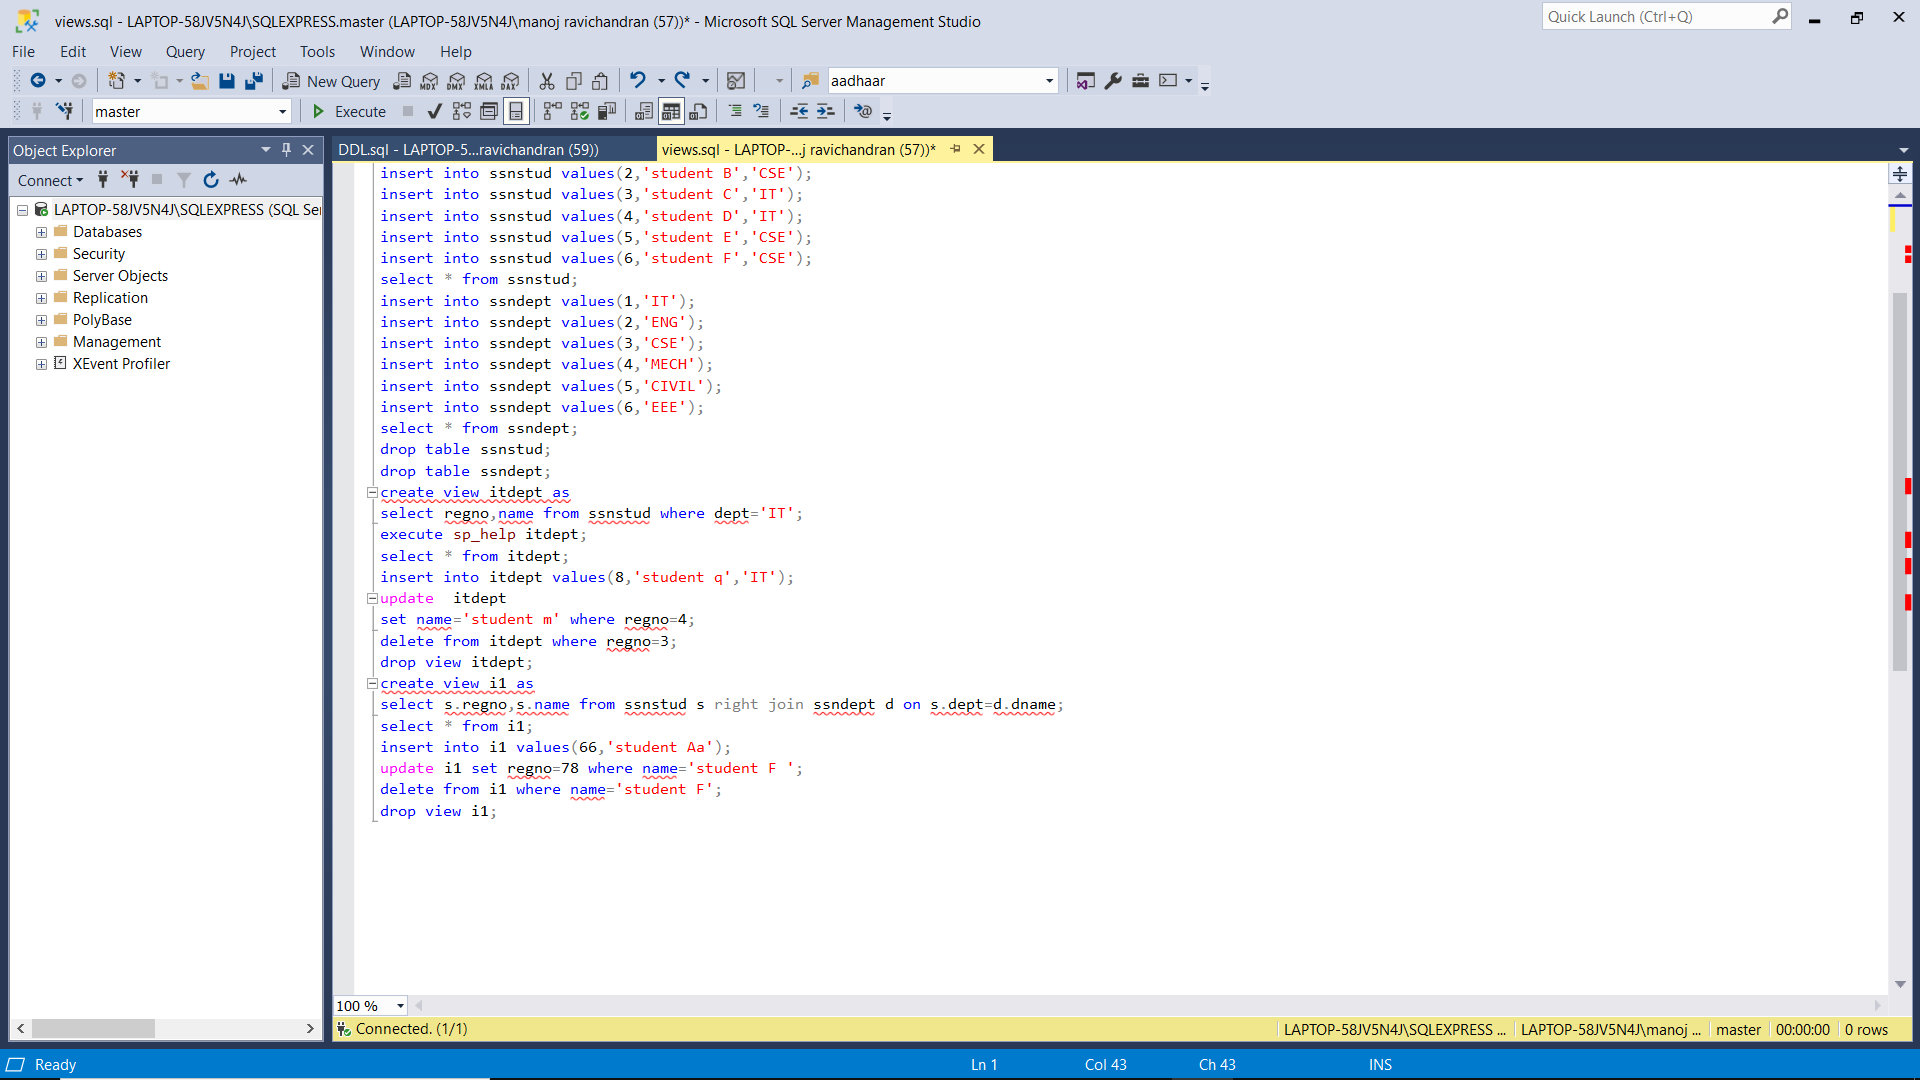 views.sql - LAPTOP-58JV5N4J\SQLEXPRESS.master (LAPTOP-58JV5N4J\manoj ravichandran (57))* - Microsoft SQL Server Management Studio
Quick Launch (Ctrl+Q)
File Edit View Query Project Tools Window Help
New Query MDX DMX XMLA DAX aadhaar
master Execute
Object Explorer
DDL.sql - LAPTOP-5...ravichandran (59))
views.sql - LAPTOP-...j ravichandran (57))*
Connect
LAPTOP-58JV5N4J\SQLEXPRESS (SQL Ser
Databases
Security
Server Objects
Replication
PolyBase
Management
XEvent Profiler
insert into ssnstud values(2,'student B','CSE');
insert into ssnstud values(3,'student C','IT');
insert into ssnstud values(4,'student D','IT');
insert into ssnstud values(5,'student E','CSE');
insert into ssnstud values(6,'student F','CSE');
select * from ssnstud;
insert into ssndept values(1,'IT');
insert into ssndept values(2,'ENG');
insert into ssndept values(3,'CSE');
insert into ssndept values(4,'MECH');
insert into ssndept values(5,'CIVIL');
insert into ssndept values(6,'EEE');
select * from ssndept;
drop table ssnstud;
drop table ssndept;
create view itdept as
select regno,name from ssnstud where dept='IT';
execute sp_help itdept;
select * from itdept;
insert into itdept values(8,'student q','IT');
update  itdept
set name='student m' where regno=4;
delete from itdept where regno=3;
drop view itdept;
create view i1 as
select s.regno,s.name from ssnstud s right join ssndept d on s.dept=d.dname;
select * from i1;
insert into i1 values(66,'student Aa');
update i1 set regno=78 where name='student F ';
delete from i1 where name='student F';
drop view i1;
100 %
Connected. (1/1)
LAPTOP-58JV5N4J\SQLEXPRESS ... LAPTOP-58JV5N4J\manoj ... master 00:00:00 0 rows
Ready Ln 1 Col 43 Ch 43 INS